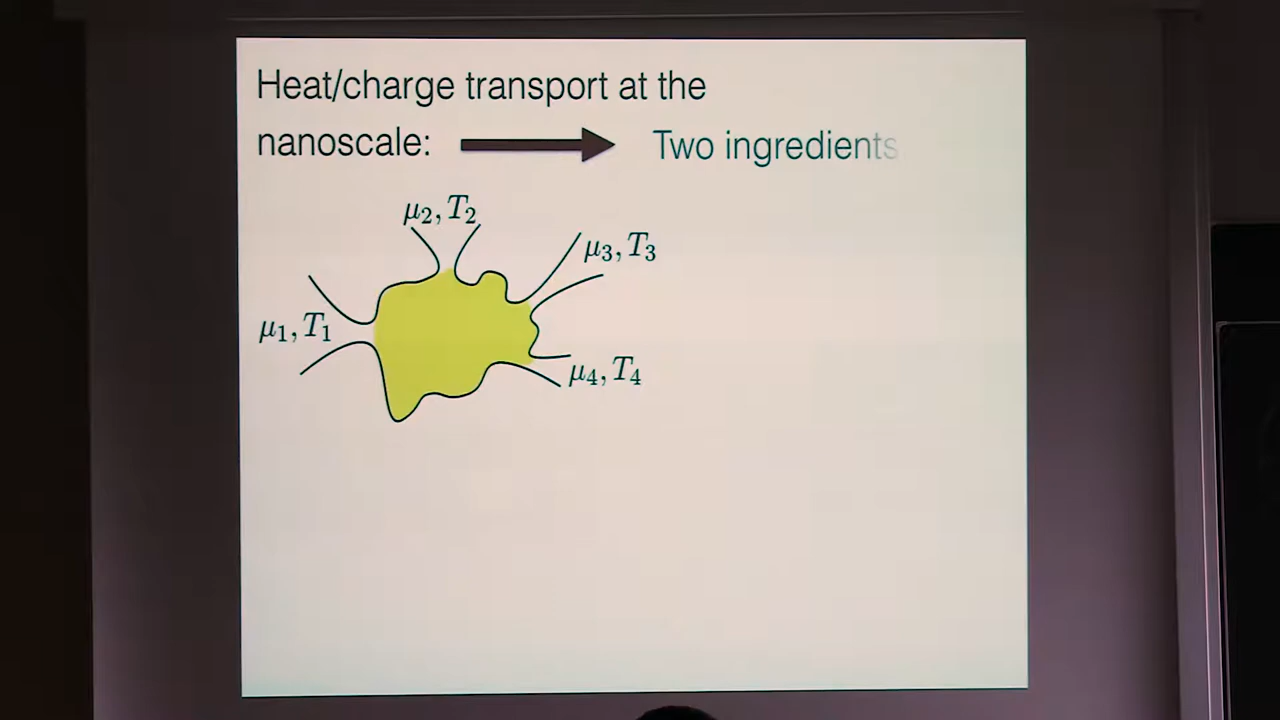 Heat/charge transport at the
nanoscale: Two ingredients
μ₂, T₂
μ₃, T₃
μ₁, T₁
μ₄, T₄